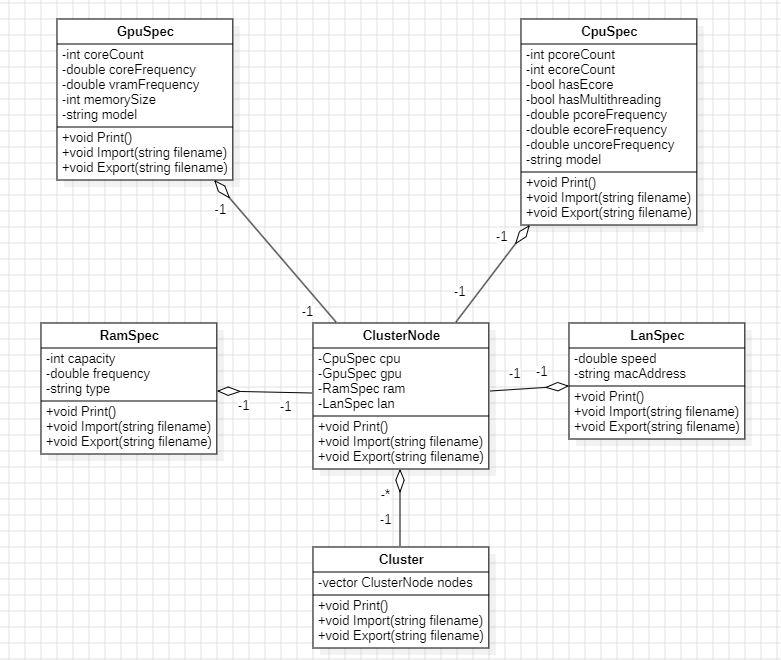 GpuSpec
-int coreCount
-double coreFrequency
-double vramFrequency
-int memorySize
-string model
+void Print()
+void Import(string filename)
+void Export(string filename)
CpuSpec
-int pcoreCount
-int ecoreCount
-bool hasEcore
-bool hasMultithreading
-double pcoreFrequency
-double ecoreFrequency
-double uncoreFrequency
-string model
+void Print()
+void Import(string filename)
+void Export(string filename)
-1
-1
-1
-1
RamSpec
-int capacity
-double frequency
-string type
+void Print()
+void Import(string filename)
+void Export(string filename)
-1
-1
ClusterNode
-CpuSpec cpu
-GpuSpec gpu
-RamSpec ram
-LanSpec lan
+void Print()
+void Import(string filename)
+void Export(string filename)
-1
-1
LanSpec
-double speed
-string macAddress
+void Print()
+void Import(string filename)
+void Export(string filename)
-*
-1
Cluster
-vector ClusterNode nodes
+void Print()
+void Import(string filename)
+void Export(string filename)